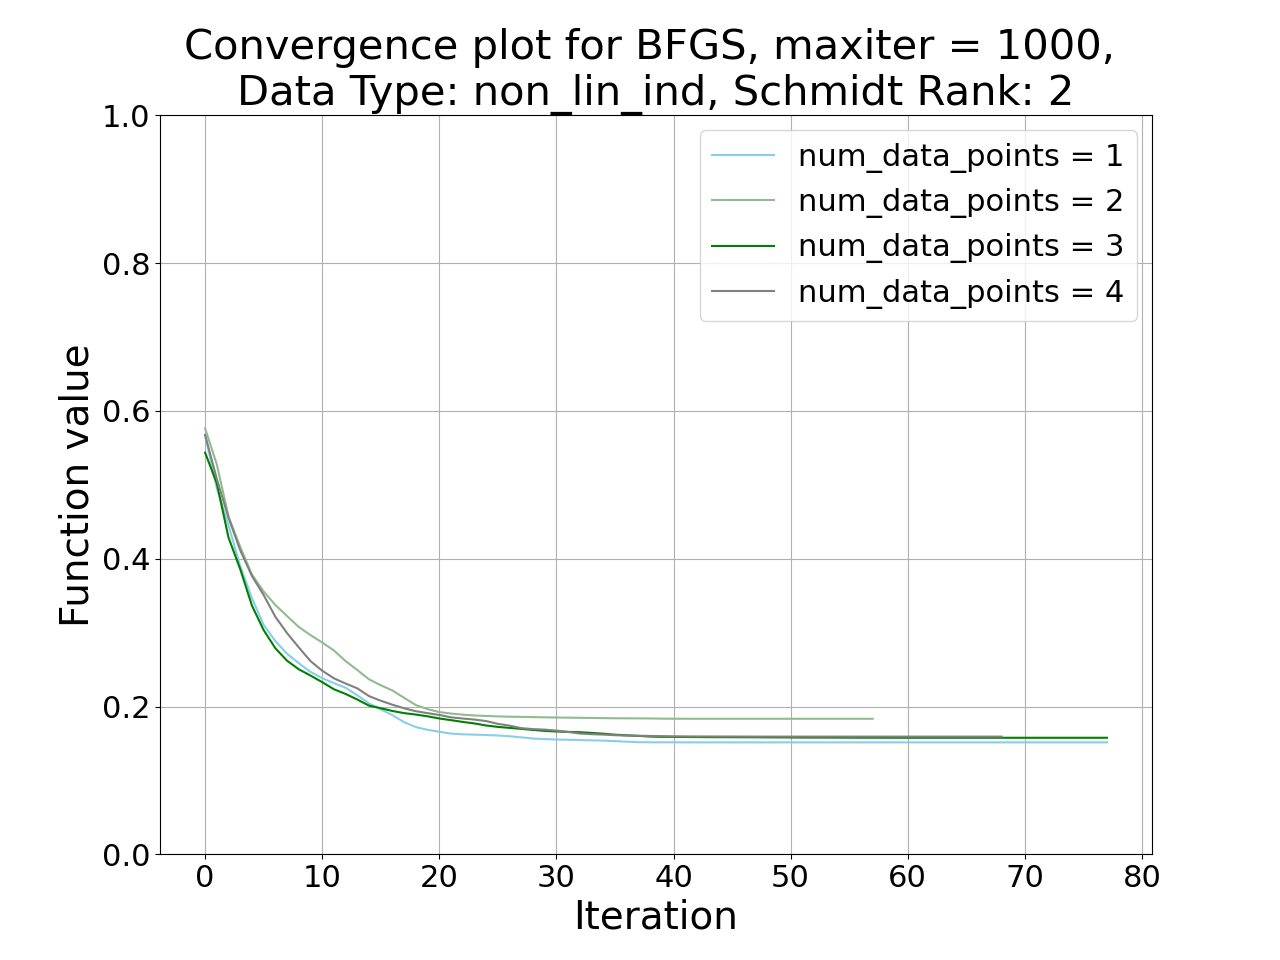 Convergence plot for BFGS, maxiter = 1000,
Data Type: non_lin_ind, Schmidt Rank: 2
1.0
0.8
0.6
0.4
0.2
0.0
Function value
num_data_points = 1
num_data_points = 2
num_data_points = 3
num_data_points = 4
0 10 20 30 40 50 60 70 80
Iteration